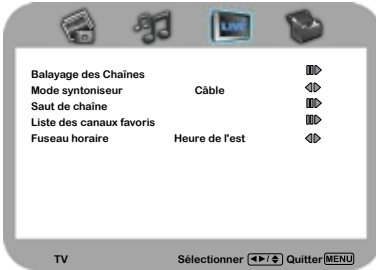 LIVE
Balayage des Chaînes
Mode syntoniseur Câble
Saut de chaîne
Liste des canaux favoris
Fuseau horaire Heure de l'est
TV Sélectionner / Quitter MENU